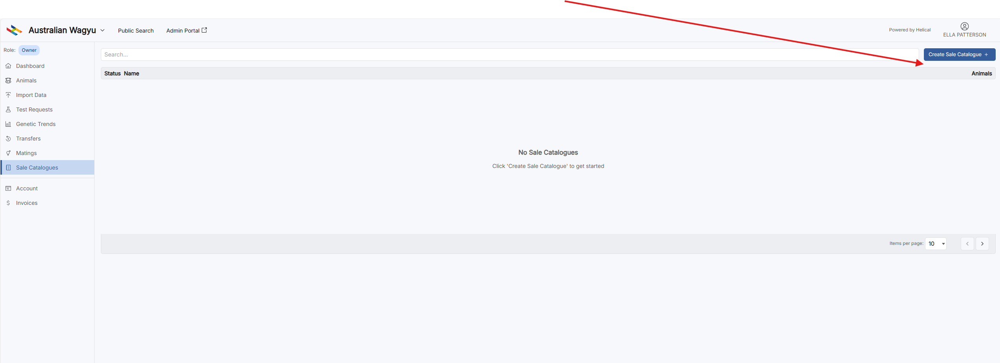 Australian Wagyu
Public Search
Admin Portal
Powered by Helical
ELLA PATTERSON
Role: Owner
Dashboard
Animals
Import Data
Test Requests
Genetic Trends
Transfers
Matings
Sale Catalogues
Account
Invoices
Search...
Create Sale Catalogue +
Status Name Animals
No Sale Catalogues
Click 'Create Sale Catalogue' to get started
Items per page: 10